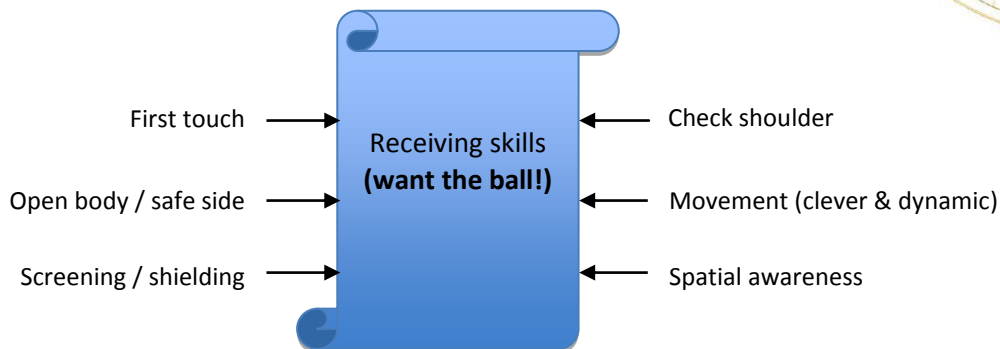 First touch
Open body / safe side
Screening / shielding
Receiving skills
(want the ball!)
Check shoulder
Movement (clever & dynamic)
Spatial awareness